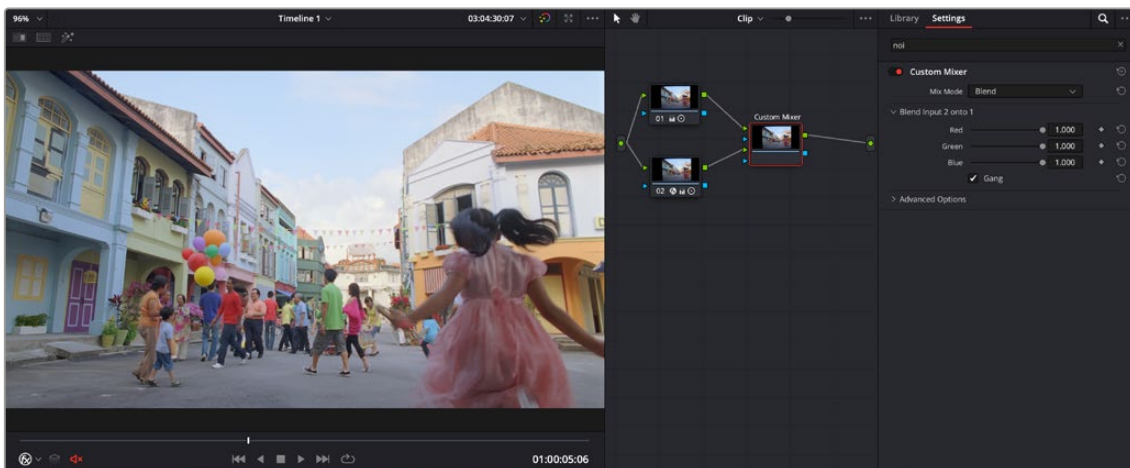 96% Timeline 1 03:04:30:07 Clip Library Settings
noi
Custom Mixer
Mix Mode Blend
Blend Input 2 onto 1
Red 1.000
Green 1.000
Blue 1.000
Gang
Advanced Options
01
Custom Mixer
02
fx 01:00:05:06